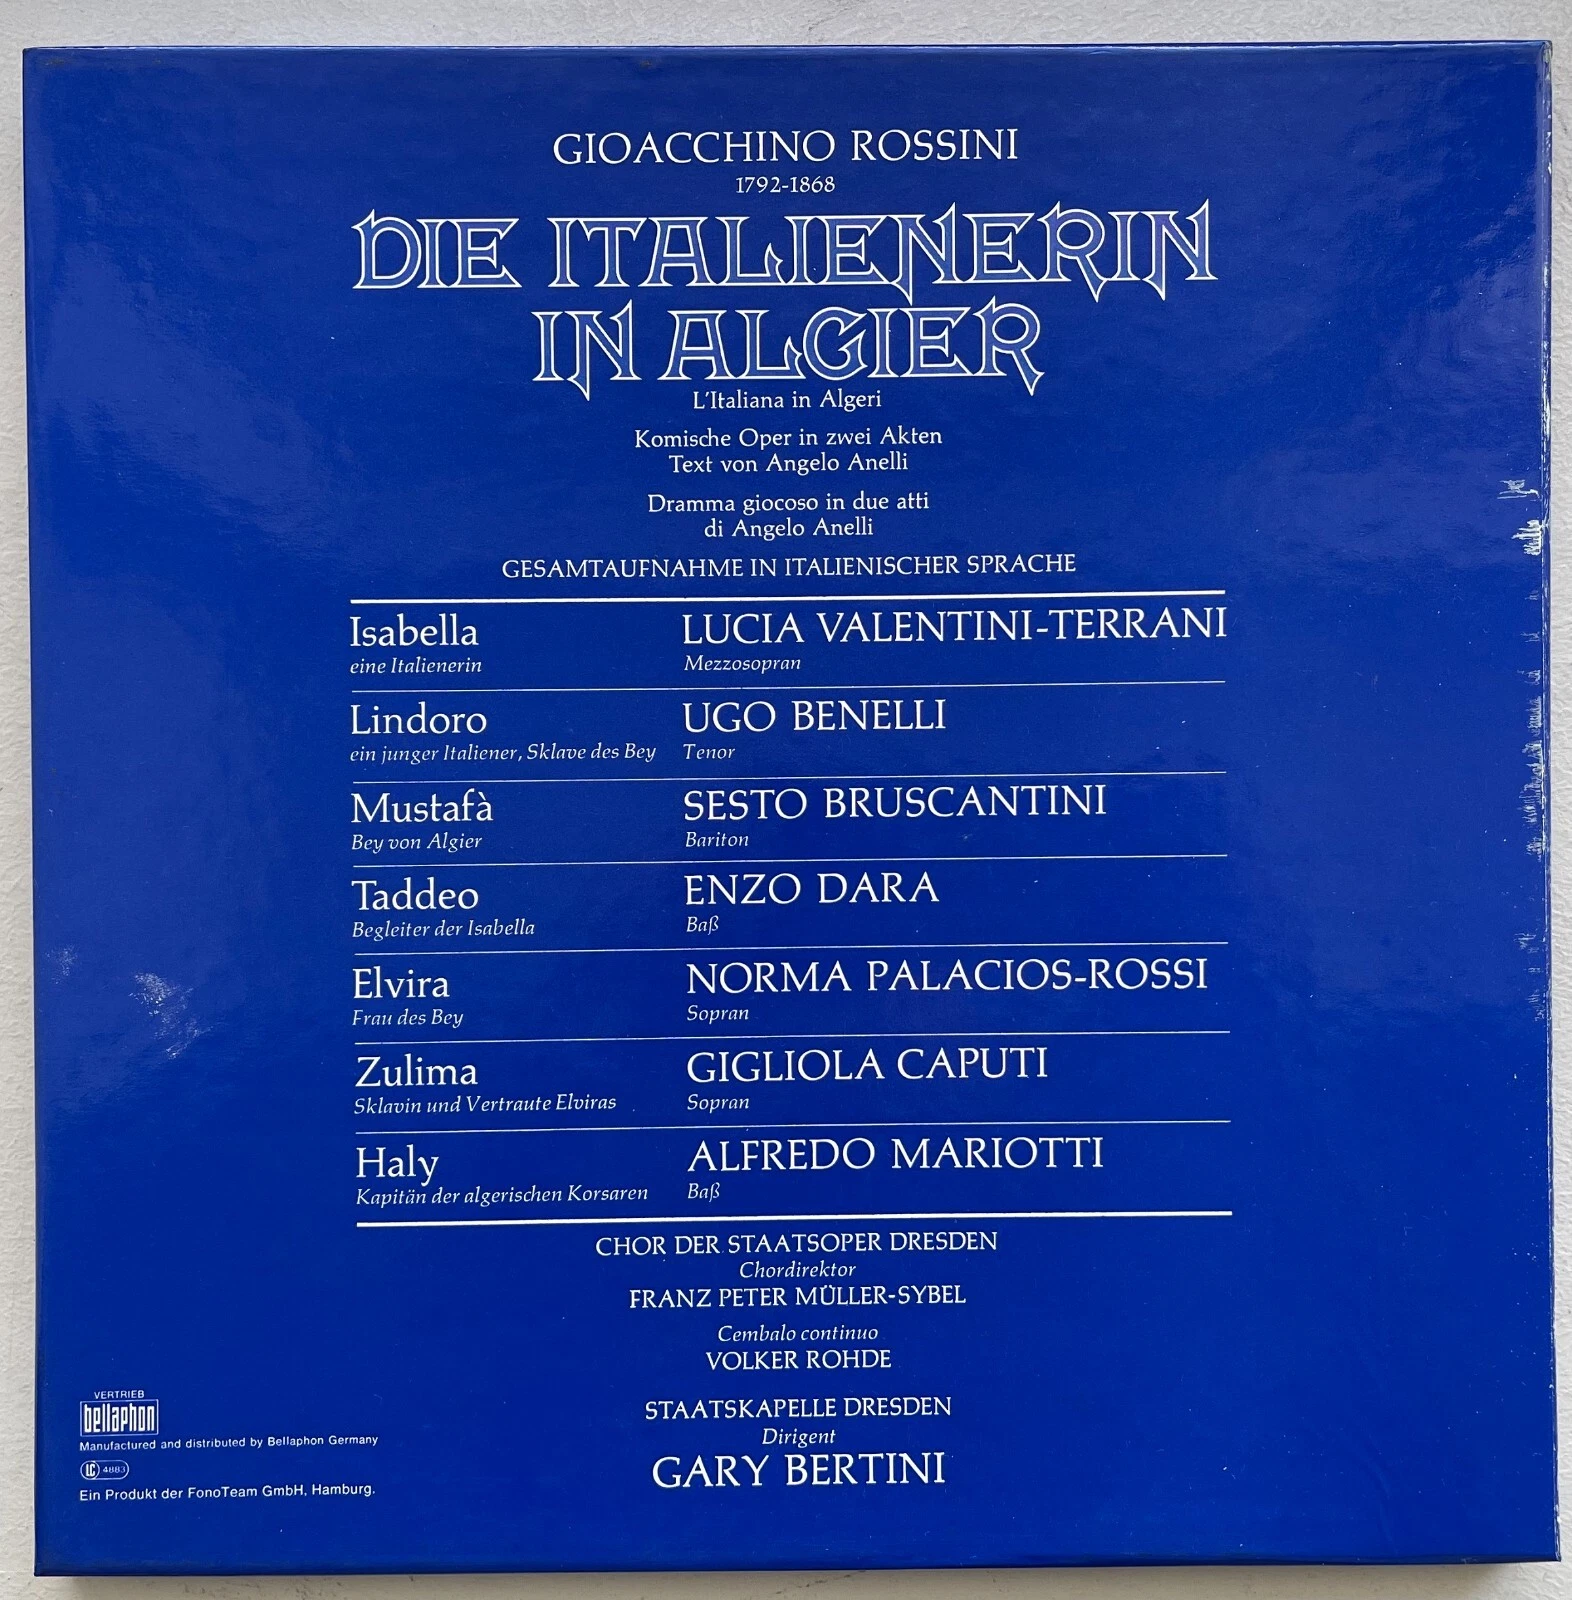 GIOACCHINO ROSSINI
1792-1868
DIE ITALIENERIN
IN ALGIER
L'Italiana in Algeri
Komische Oper in zwei Akten
Text von Angelo Anelli
Dramma giocoso in due atti
di Angelo Anelli
GESAMTAUFNAHME IN ITALIENISCHER SPRACHE
Isabella LUCIA VALENTINI-TERRANI
eine Italienerin Mezzosopran
Lindoro UGO BENELLI
ein junger Italiener, Sklave des Bey Tenor
Mustafà SESTO BRUSCANTINI
Bey von Algier Bariton
Taddeo ENZO DARA
Begleiter der Isabella Baß
Elvira NORMA PALACIOS-ROSSI
Frau des Bey Sopran
Zulima GIGLIOLA CAPUTI
Sklavin und Vertraute Elviras Sopran
Haly ALFREDO MARIOTTI
Kapitän der algerischen Korsaren Baß
CHOR DER STAATSOPER DRESDEN
Chordirektor
FRANZ PETER MÜLLER-SYBEL
Cembalo continuo
VOLKER ROHDE
STAATSKAPELLE DRESDEN
Dirigent
GARY BERTINI
VERTRIEB
bellaphon
Manufactured and distributed by Bellaphon Germany
LC 4883
Ein Produkt der FonoTeam GmbH, Hamburg.